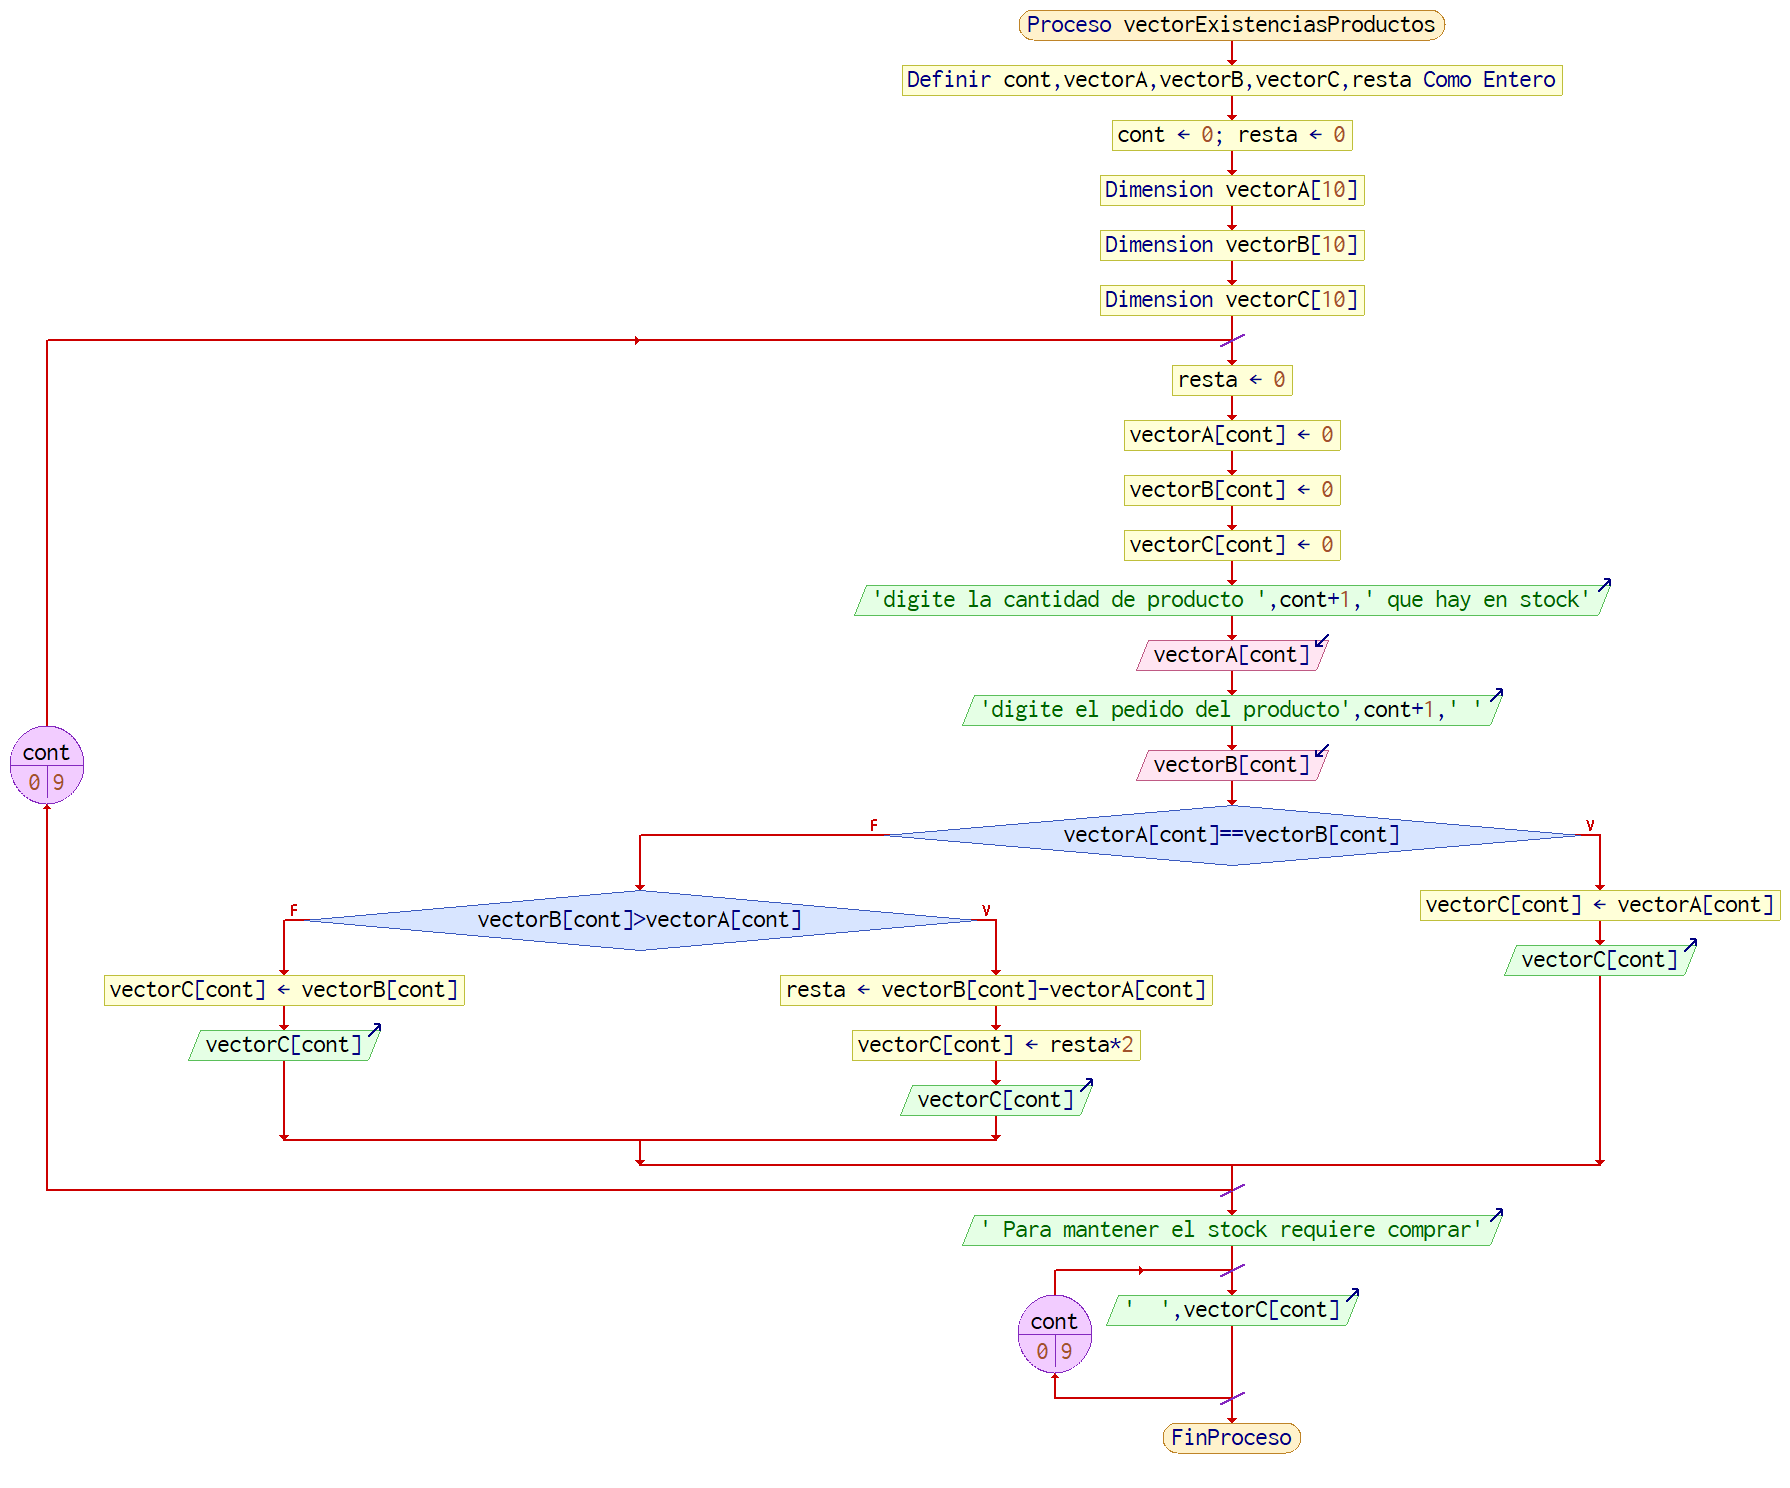 Proceso vectorExistenciasProductos
Definir cont,vectorA,vectorB,vectorC,resta Como Entero
cont ← 0; resta ← 0
Dimension vectorA[10]
Dimension vectorB[10]
Dimension vectorC[10]
resta ← 0
vectorA[cont] ← 0
vectorB[cont] ← 0
vectorC[cont] ← 0
'digite la cantidad de producto ',cont+1,' que hay en stock'
vectorA[cont]
'digite el pedido del producto',cont+1,' '
vectorB[cont]
cont
0 9
F
vectorA[cont]==vectorB[cont]
V
F
vectorB[cont]>vectorA[cont]
V
vectorC[cont] ← vectorA[cont]
vectorC[cont]
vectorC[cont] ← vectorB[cont]
vectorC[cont]
resta ← vectorB[cont]-vectorA[cont]
vectorC[cont] ← resta*2
vectorC[cont]
' Para mantener el stock requiere comprar'
cont
0 9
'  ',vectorC[cont]
FinProceso